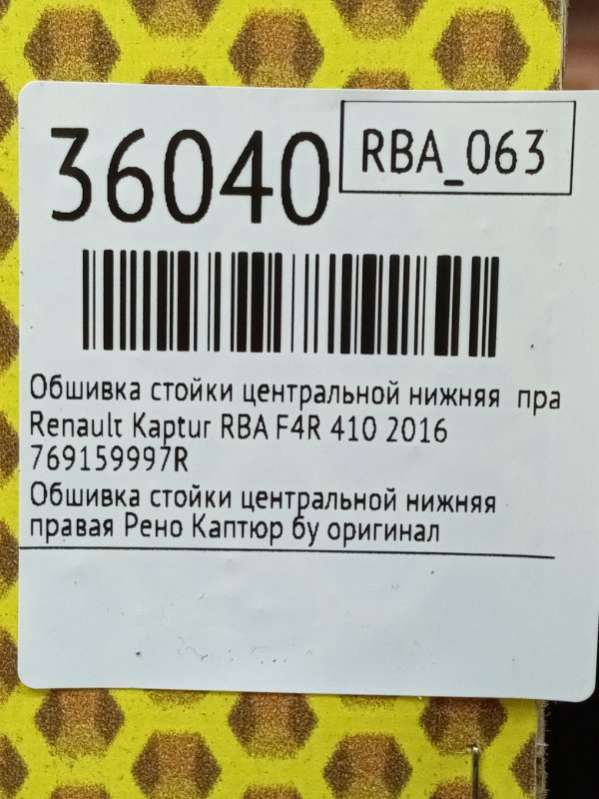 36040
RBA_063
Обшивка стойки центральной нижняя пра
Renault Kaptur RBA F4R 410 2016
769159997R
Обшивка стойки центральной нижняя
правая Рено Каптюр бу оригинал